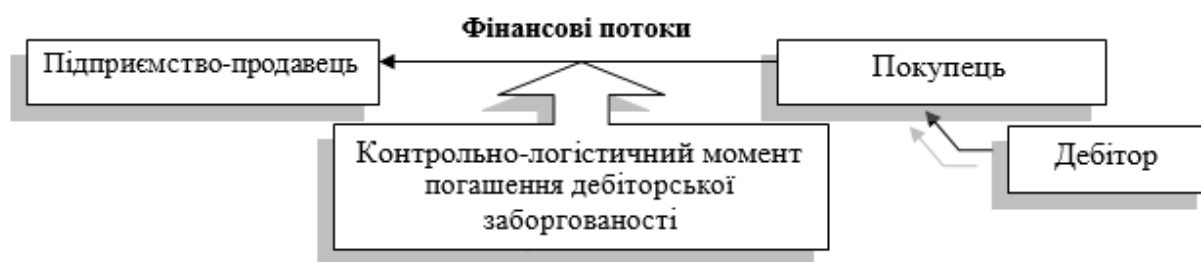 Фінансові потоки
Підприємство-продавець
Покупець
Контрольно-логістичний момент
погашення дебіторської
заборгованості
Дебітор